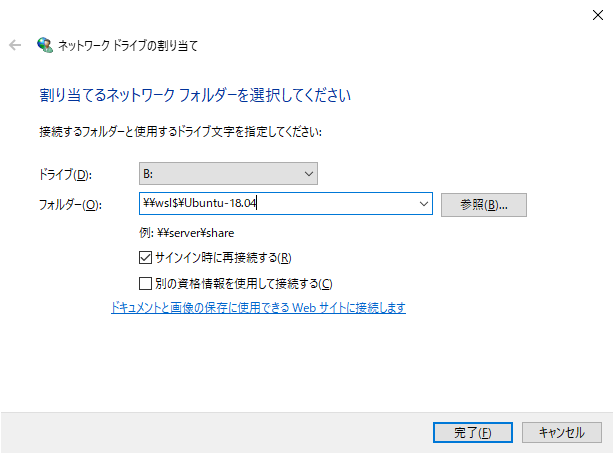 ネットワーク ドライブの割り当て
割り当てるネットワーク フォルダーを選択してください
接続するフォルダーと使用するドライブ文字を指定してください:
ドライブ(D): B:
フォルダー(O): ¥¥wsl$¥Ubuntu-18.04 参照(B)...
例: ¥¥server¥share
サインイン時に再接続する(R)
別の資格情報を使用して接続する(C)
ドキュメントと画像の保存に使用できる Web サイトに接続します
完了(F) キャンセル